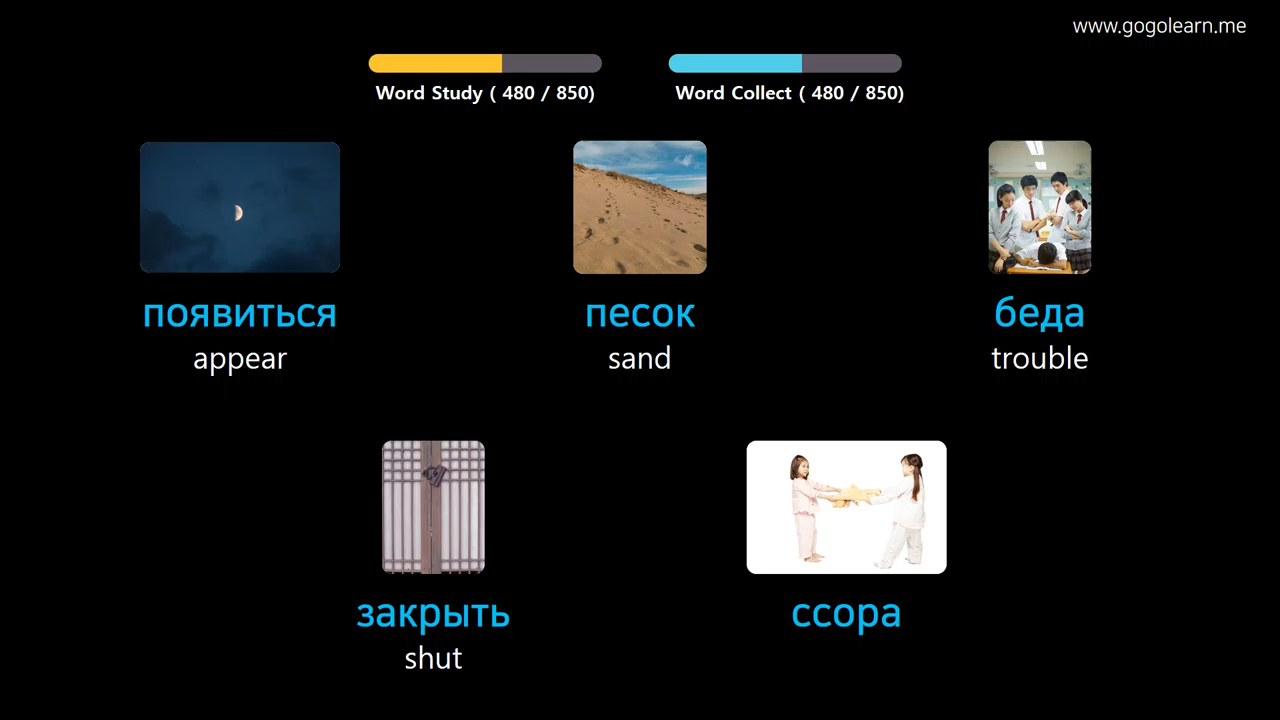 www.gogolearn.me
Word Study ( 480 / 850)
Word Collect ( 480 / 850)
появиться
appear
песок
sand
беда
trouble
закрыть
shut
ссора